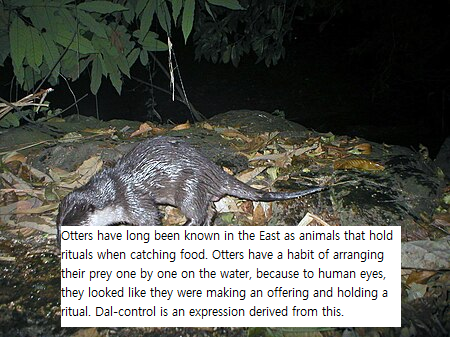 Otters have long been known in the East as animals that hold
rituals when catching food. Otters have a habit of arranging
their prey one by one on the water, because to human eyes,
they looked like they were making an offering and holding a
ritual. Dal-control is an expression derived from this.